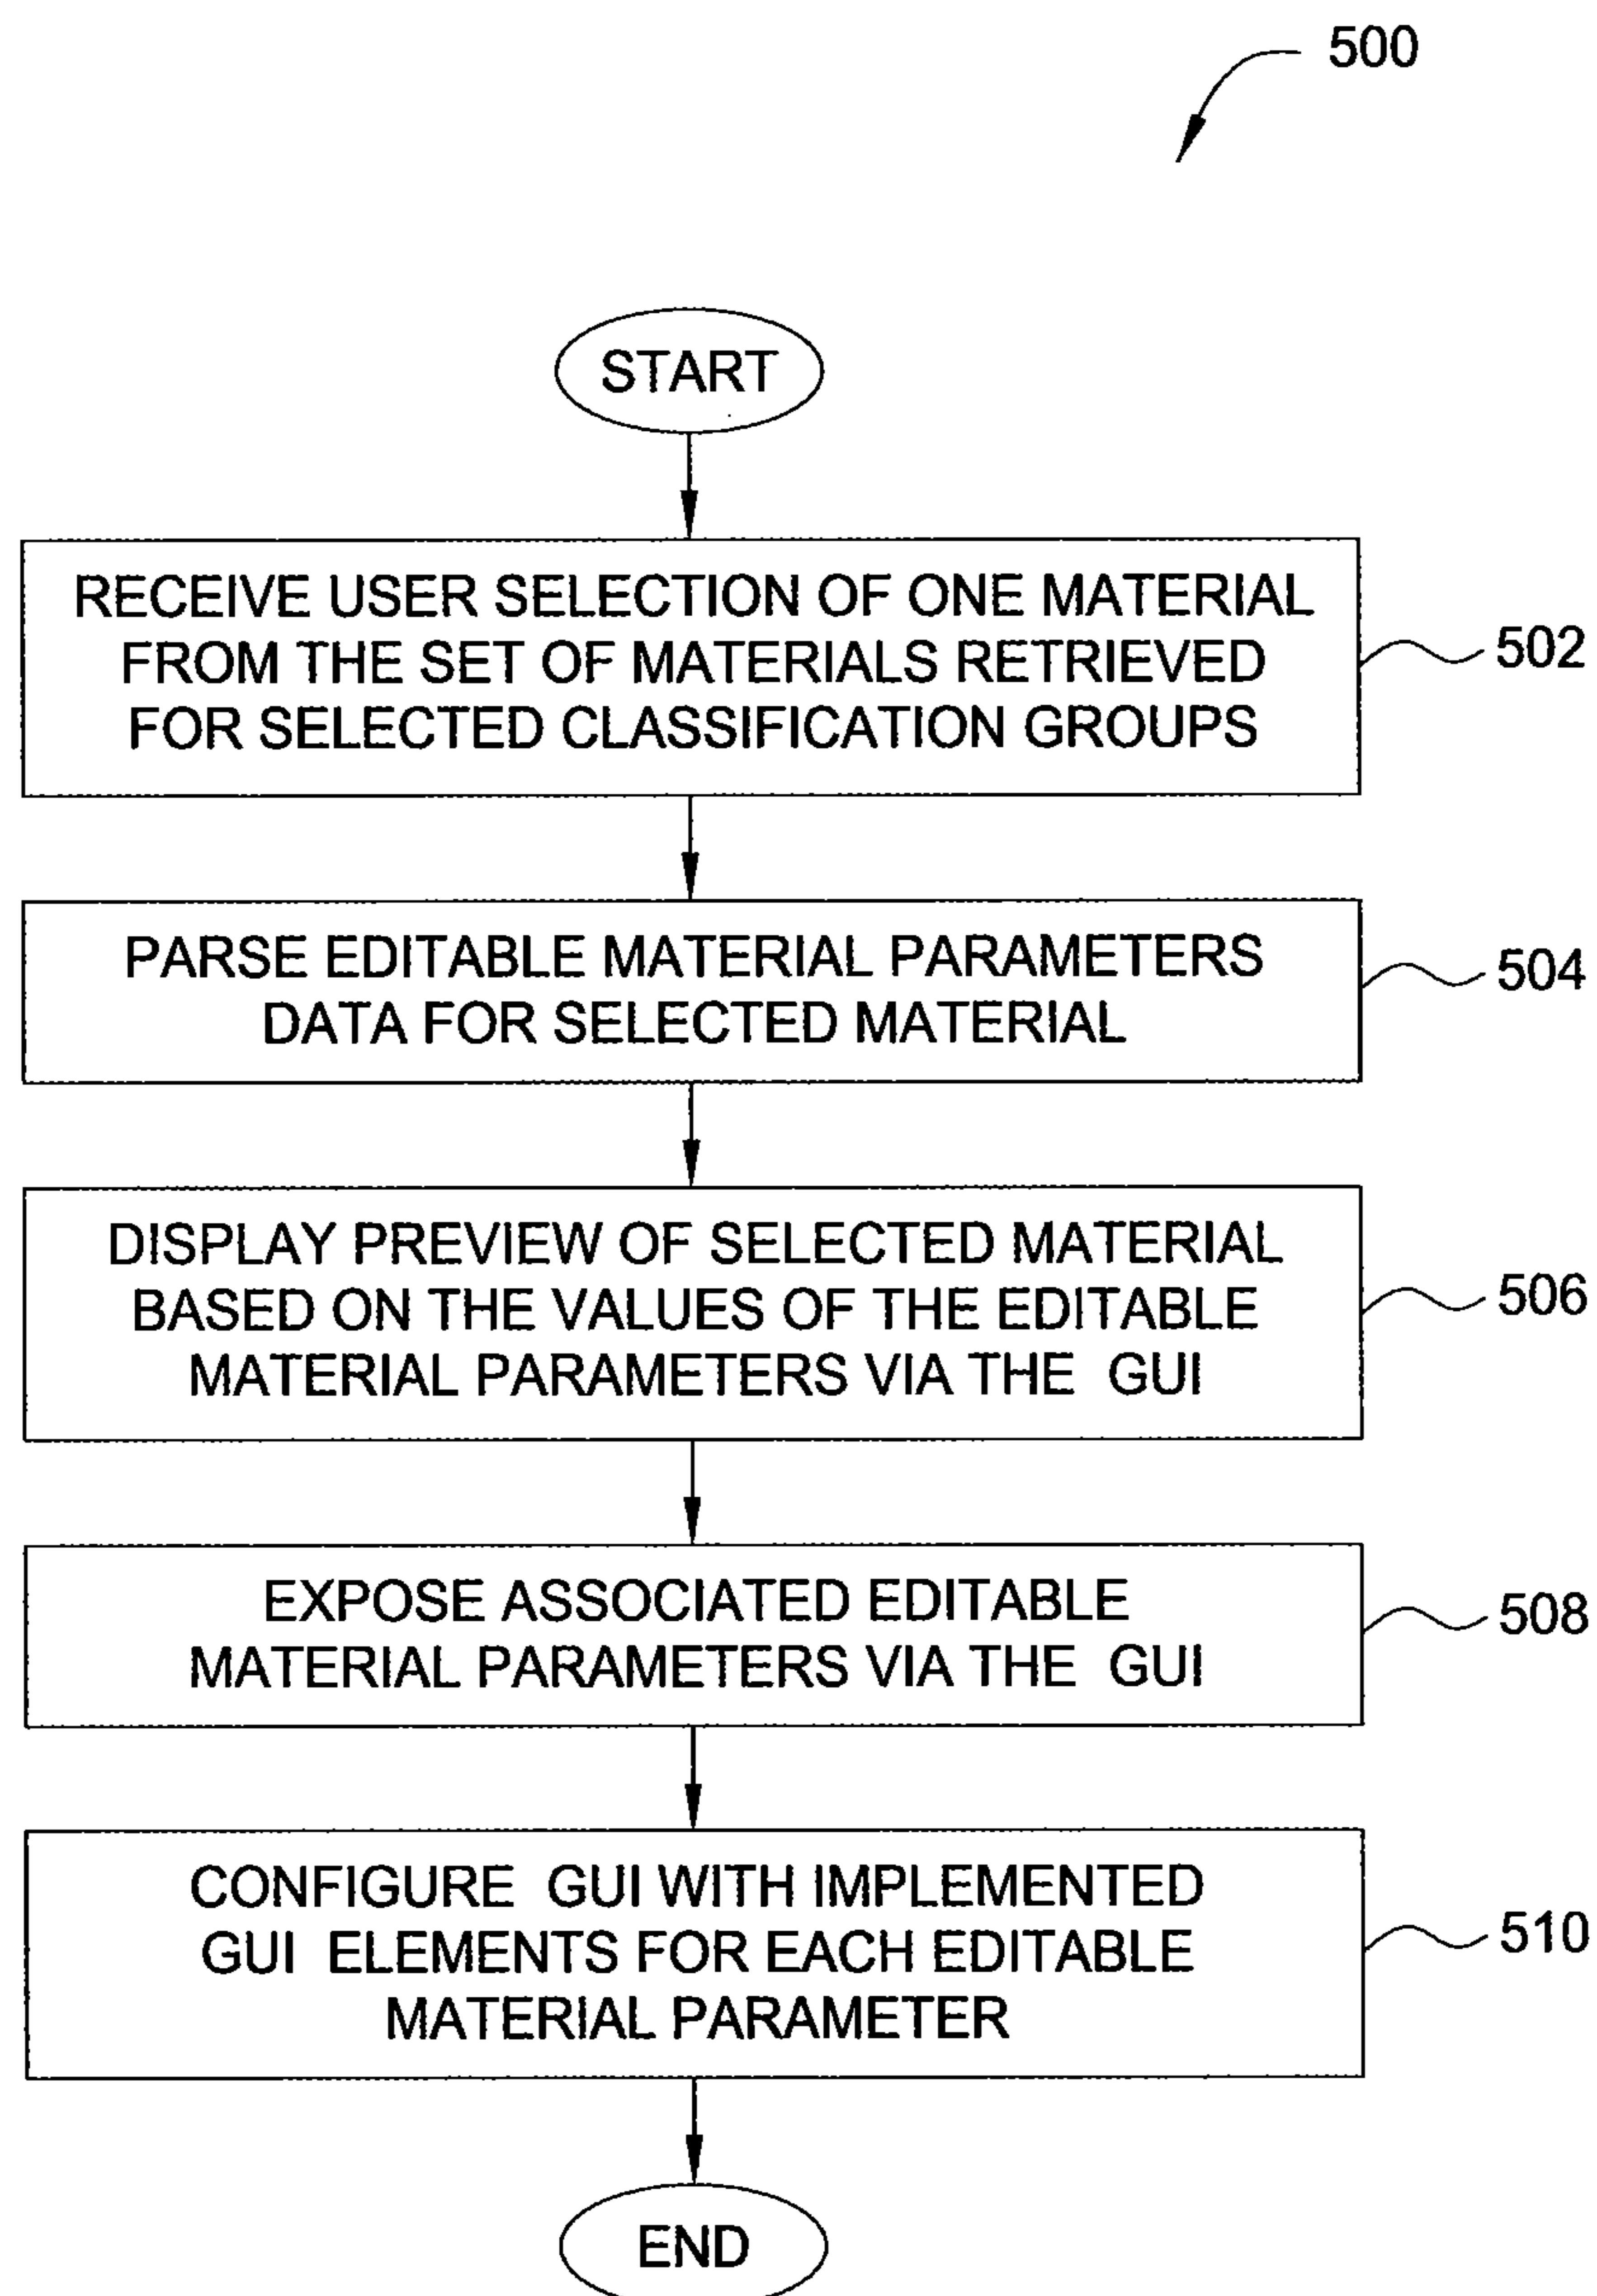 500
START
RECEIVE USER SELECTION OF ONE MATERIAL
FROM THE SET OF MATERIALS RETRIEVED
FOR SELECTED CLASSIFICATION GROUPS
502
PARSE EDITABLE MATERIAL PARAMETERS
DATA FOR SELECTED MATERIAL
504
DISPLAY PREVIEW OF SELECTED MATERIAL
BASED ON THE VALUES OF THE EDITABLE
MATERIAL PARAMETERS VIA THE GUI
506
EXPOSE ASSOCIATED EDITABLE
MATERIAL PARAMETERS VIA THE GUI
508
CONFIGURE GUI WITH IMPLEMENTED
GUI ELEMENTS FOR EACH EDITABLE
MATERIAL PARAMETER
510
END